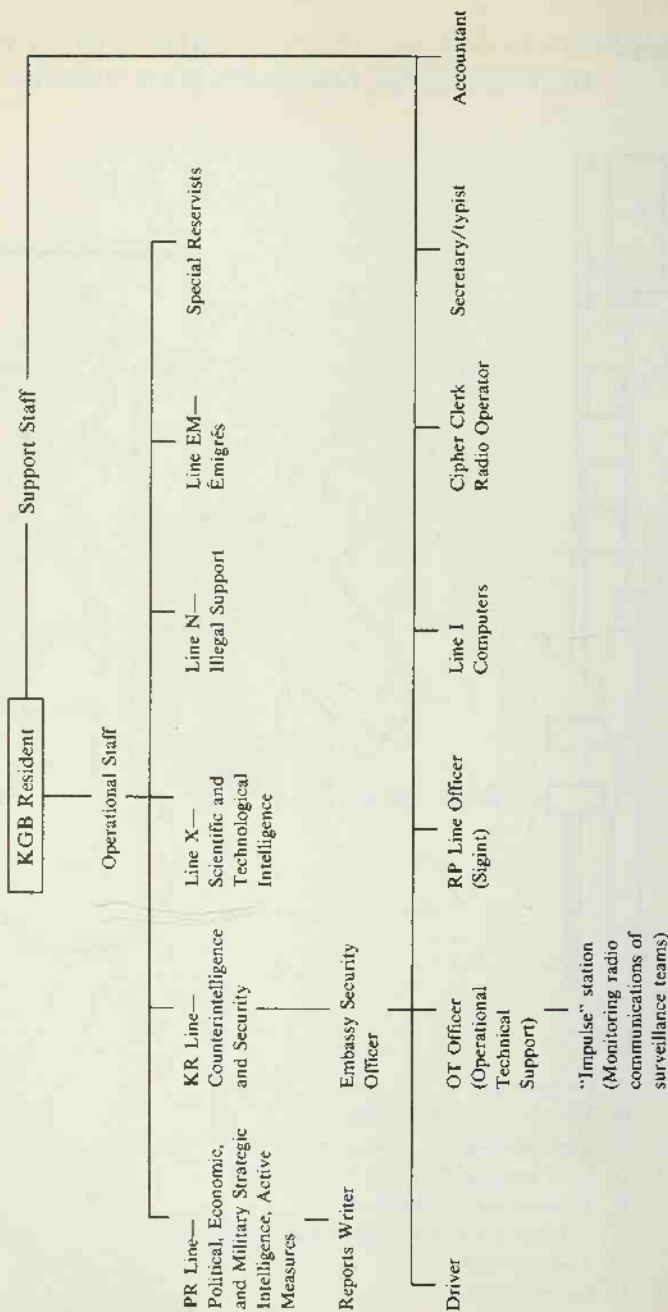 KGB Resident
Support Staff
Operational Staff
PR Line—
Political, Economic,
and Military Strategic
Intelligence, Active
Measures
KR Line—
Counterintelligence
and Security
Line X—
Scientific and
Technological
Intelligence
Line N—
Illegal Support
Line EM—
Émigrés
Special Reservists
Reports Writer
Embassy Security
Officer
Driver
OT Officer
(Operational
Technical
Support)
RP Line Officer
(Sigint)
Line I
Computers
Cipher Clerk
Radio Operator
Secretary/typist
Accountant
"Impulse" station
(Monitoring radio
communications of
surveillance teams)